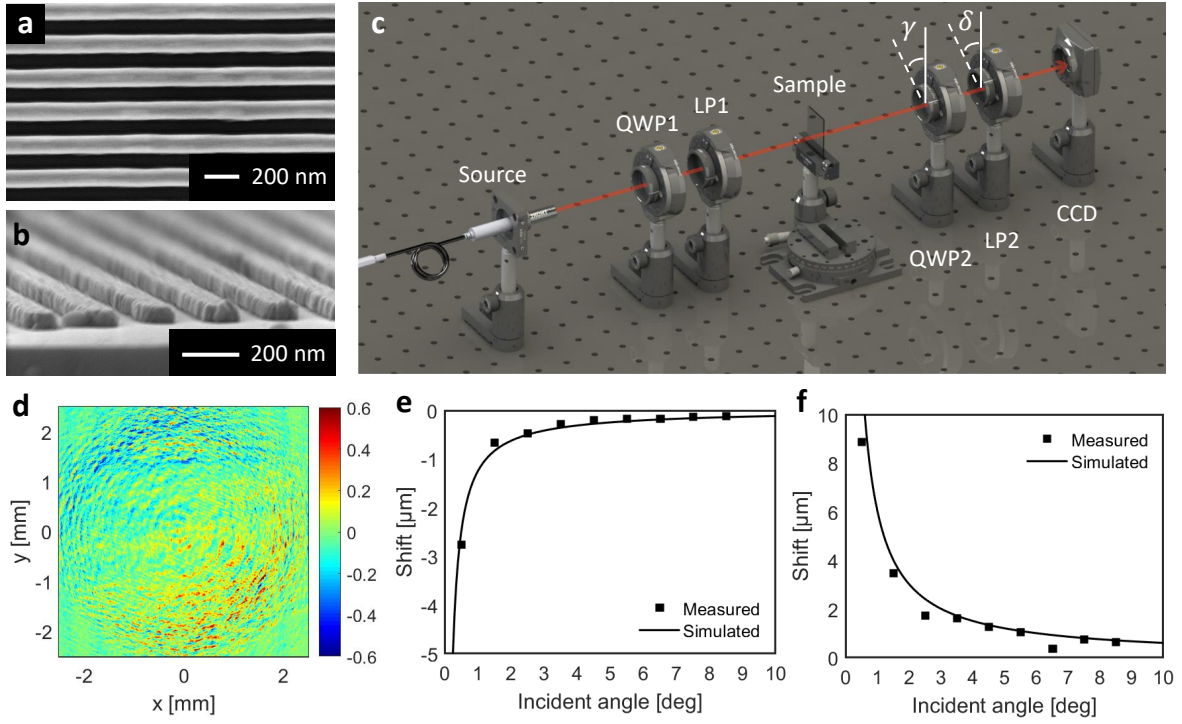 a
200 nm
b
200 nm
c
γ
δ
Sample
LP1
QWP1
Source
CCD
LP2
QWP2
d
2
1
0
-1
-2
y [mm]
-2
0
2
x [mm]
0.6
0.4
0.2
0
-0.2
-0.4
-0.6
e
0
-1
-2
-3
-4
-5
Shift [µm]
Measured
Simulated
0 1 2 3 4 5 6 7 8 9 10
Incident angle [deg]
f
10
8
6
4
2
0
Shift [µm]
Measured
Simulated
0 1 2 3 4 5 6 7 8 9 10
Incident angle [deg]